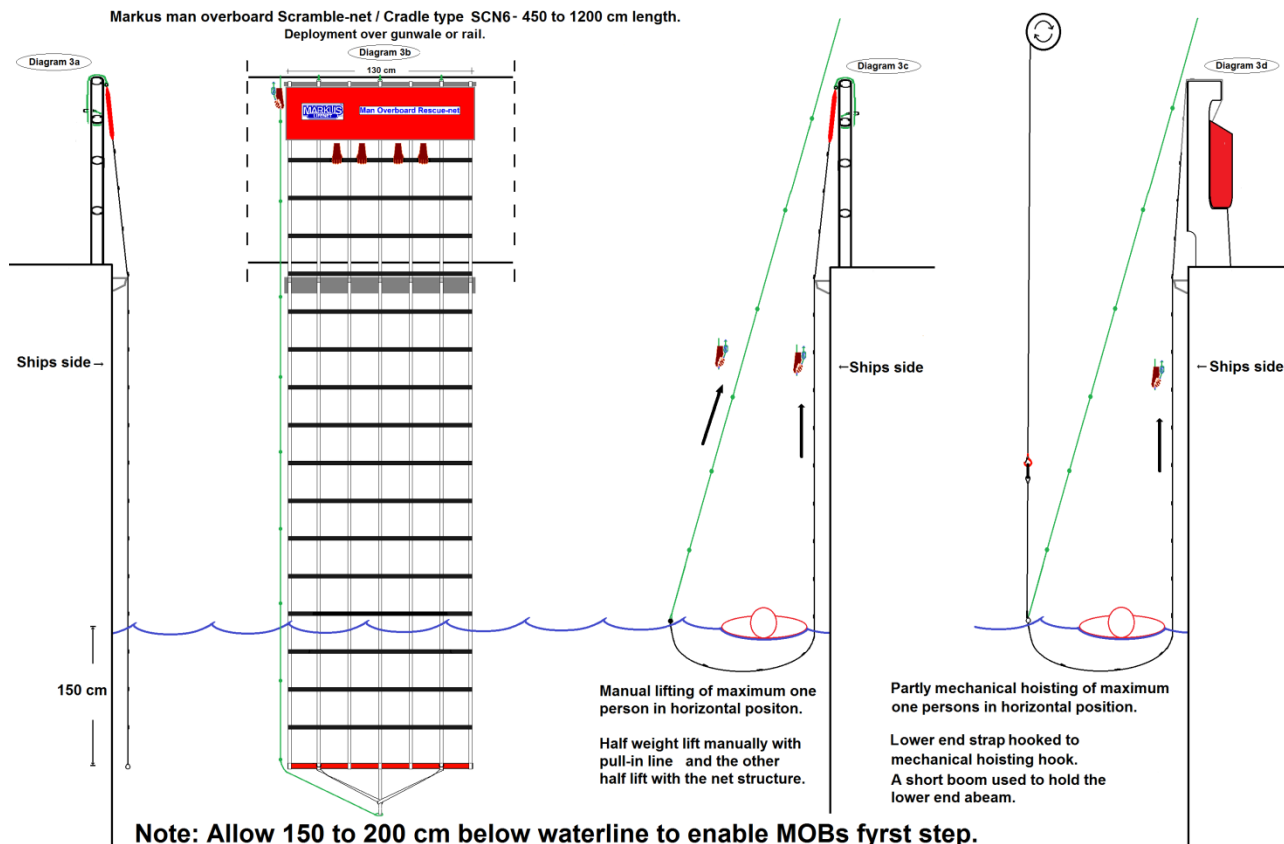 Markus man overboard Scramble-net / Cradle type SCN6 - 450 to 1200 cm length.
Deployment over gunwale or rail.
Diagram 3a
Diagram 3b
Diagram 3c
Diagram 3d
130 cm
MARKUS
LIFENET
Man Overboard Rescue-net
Ships side→
←Ships side
←Ships side
150 cm
Manual lifting of maximum one
person in horizontal positon.
Half weight lift manually with
pull-in line and the other
half lift with the net structure.
Partly mechanical hoisting of maximum
one persons in horizontal position.
Lower end strap hooked to
mechanical hoisting hook.
A short boom used to hold the
lower end abeam.
Note: Allow 150 to 200 cm below waterline to enable MOBs fyrst step.